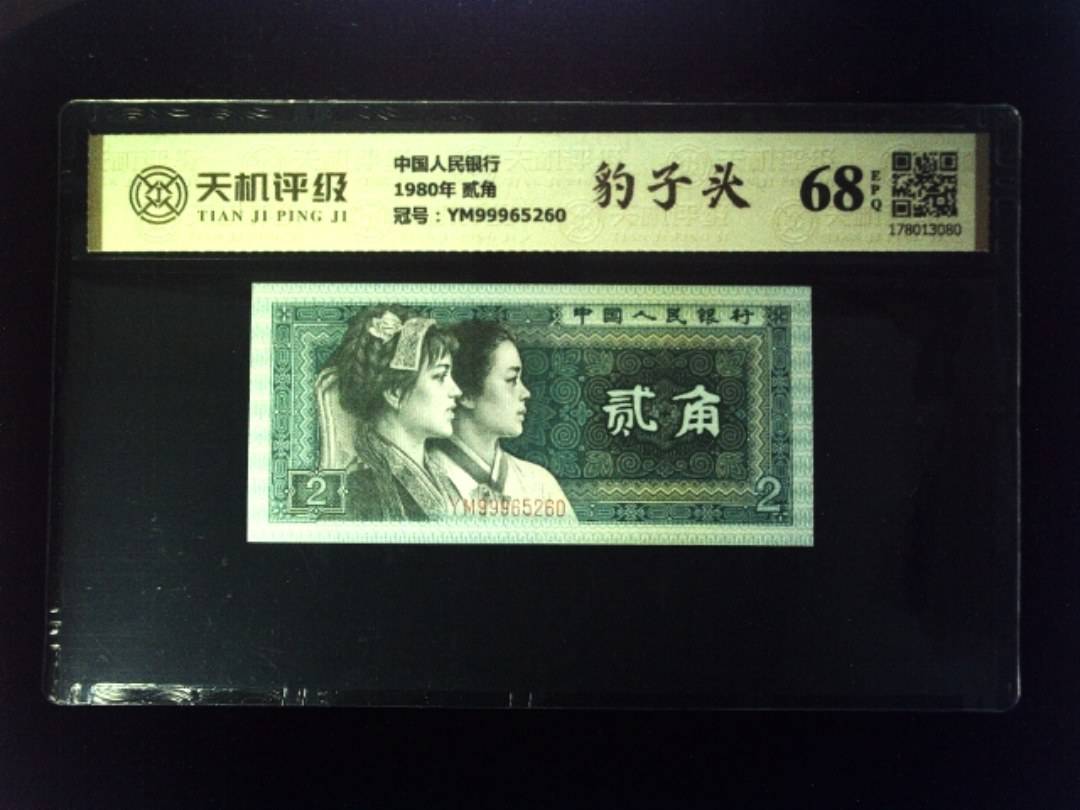 天机评级
TIAN JI PING JI
中国人民银行
1980年 贰角
冠号：YM99965260
豹子头
68
EPQ
178013080
中国人民银行
贰角
2
YM99965260
2